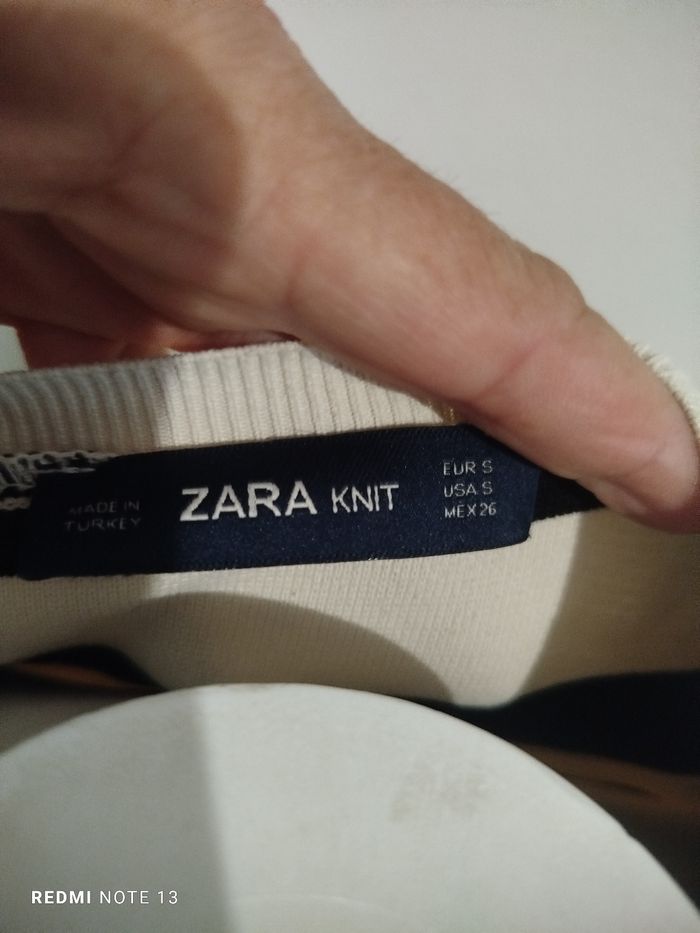 MADE IN
TURKEY
ZARA KNIT
EUR S
USA S
MEX 26
REDMI NOTE 13